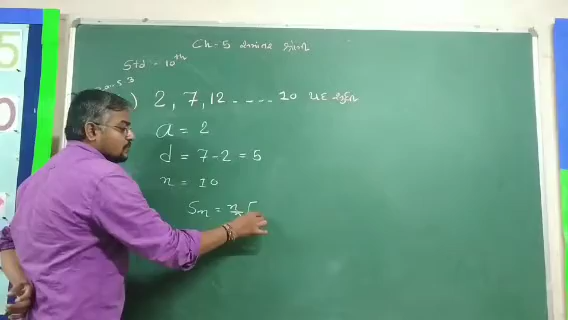 Ch-5 સમાંતર શ્રેણી
Std :- 10th
2, 7, 12 ..... 10 પદ સુધી
a = 2
d = 7 - 2 = 5
n = 10
Sn = n/2 [